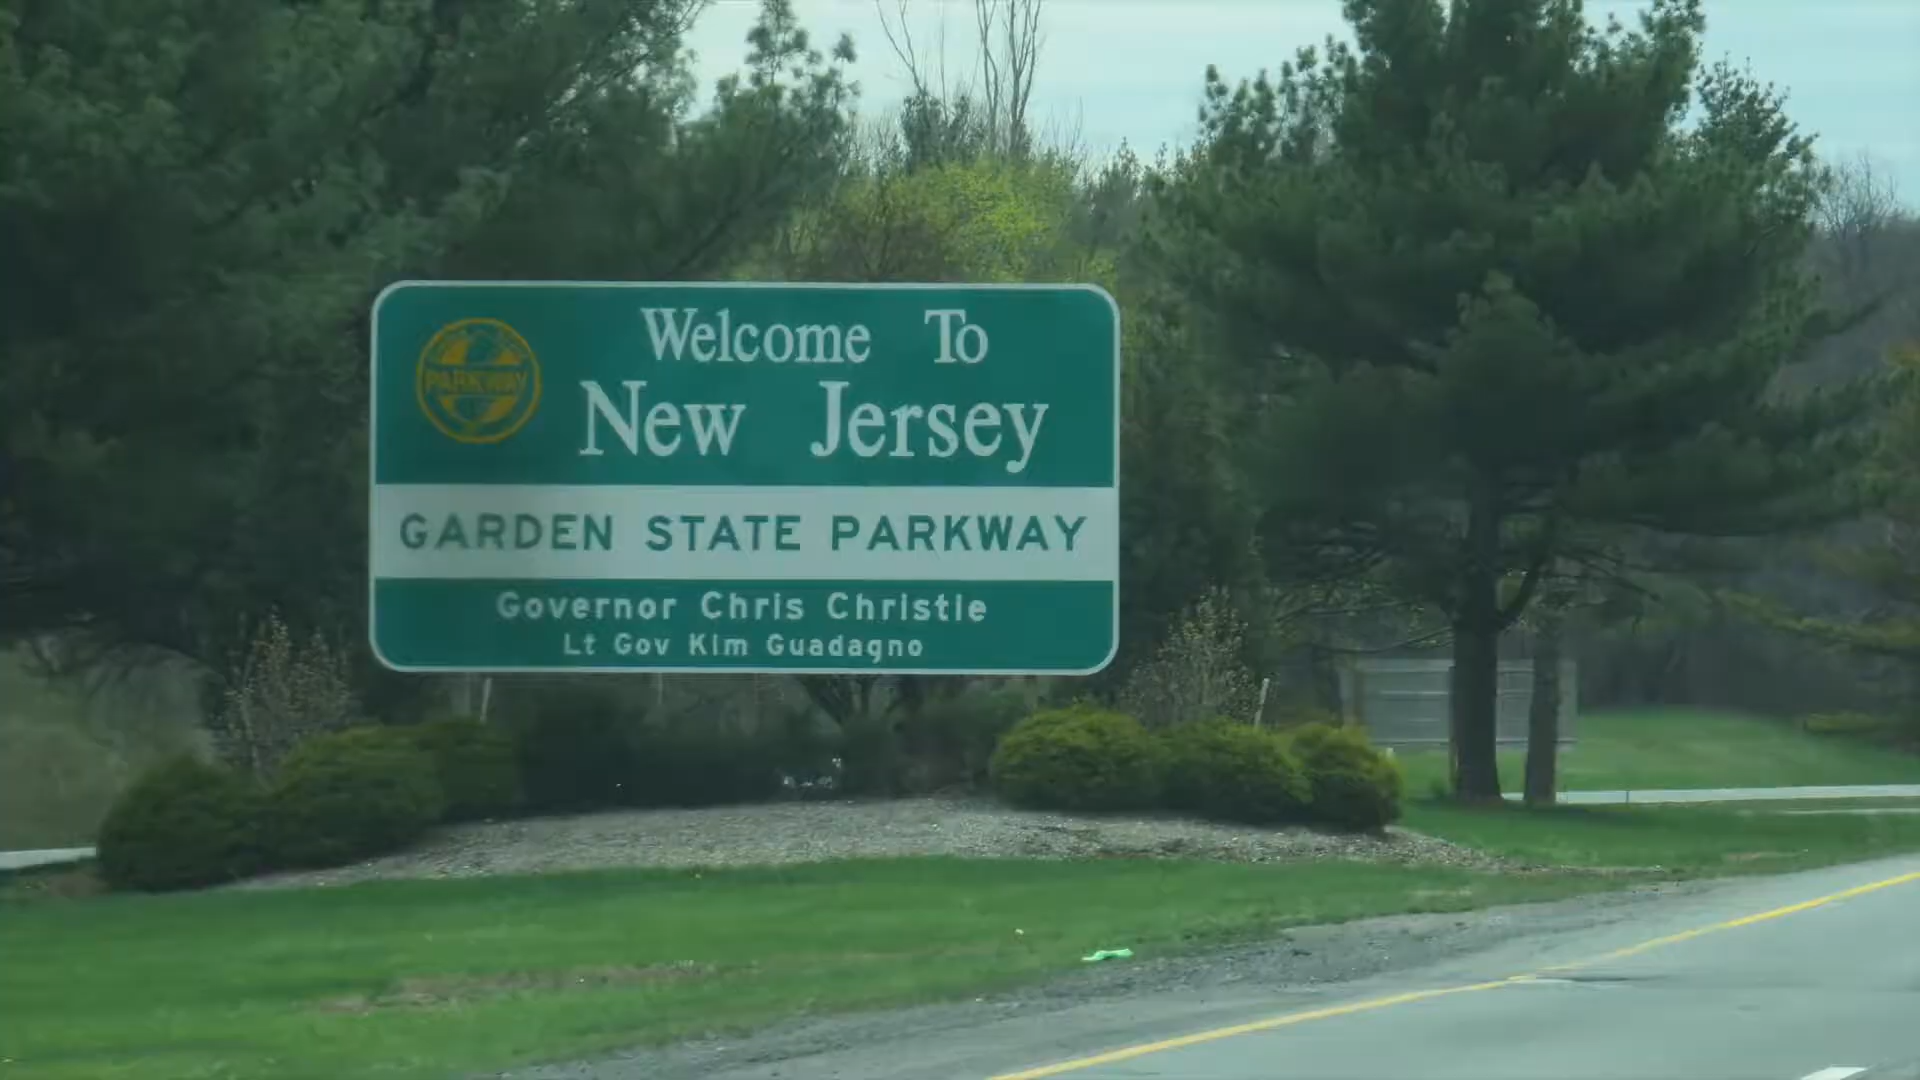 Welcome To
New Jersey
PARKWAY
GARDEN STATE PARKWAY
Governor Chris Christie
Lt Gov Kim Guadagno